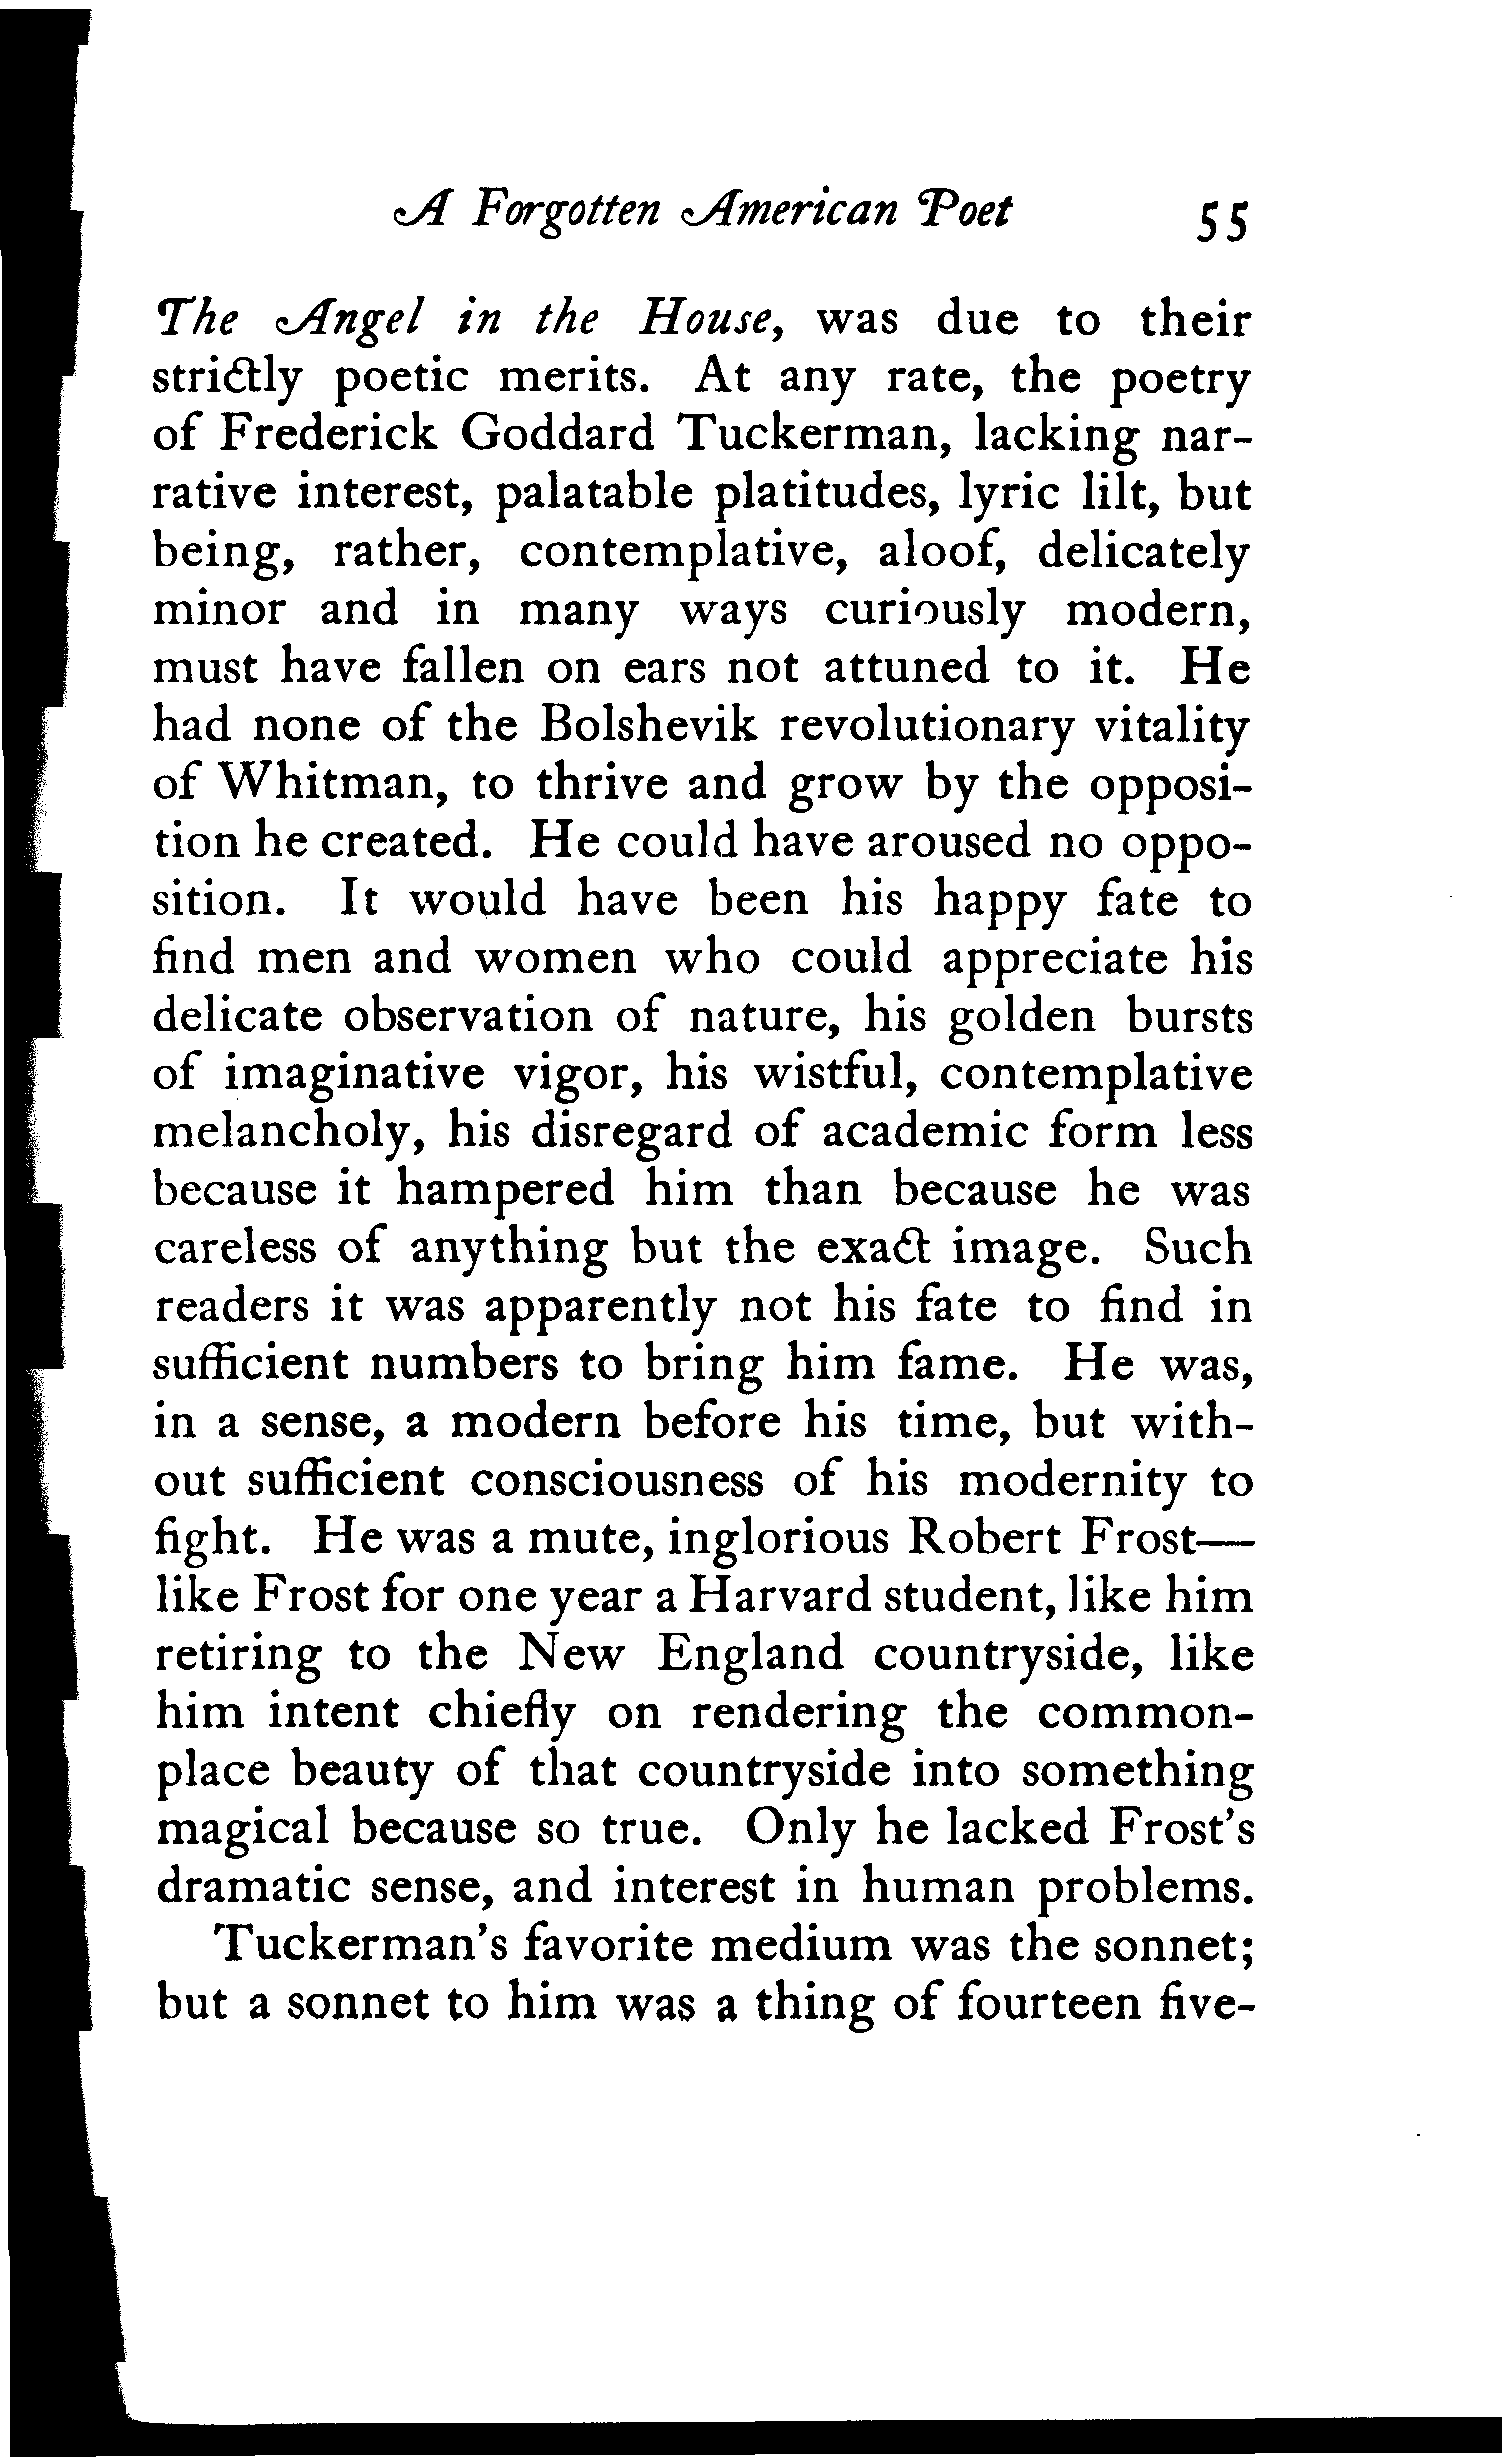 A Forgotten American Poet 55
The Angel in the House, was due to their
strictly poetic merits. At any rate, the poetry
of Frederick Goddard Tuckerman, lacking nar-
rative interest, palatable platitudes, lyric lilt, but
being, rather, contemplative, aloof, delicately
minor and in many ways curiously modern,
must have fallen on ears not attuned to it. He
had none of the Bolshevik revolutionary vitality
of Whitman, to thrive and grow by the opposi-
tion he created. He could have aroused no oppo-
sition. It would have been his happy fate to
find men and women who could appreciate his
delicate observation of nature, his golden bursts
of imaginative vigor, his wistful, contemplative
melancholy, his disregard of academic form less
because it hampered him than because he was
careless of anything but the exact image. Such
readers it was apparently not his fate to find in
sufficient numbers to bring him fame. He was,
in a sense, a modern before his time, but with-
out sufficient consciousness of his modernity to
fight. He was a mute, inglorious Robert Frost—
like Frost for one year a Harvard student, like him
retiring to the New England countryside, like
him intent chiefly on rendering the common-
place beauty of that countryside into something
magical because so true. Only he lacked Frost's
dramatic sense, and interest in human problems.
Tuckerman's favorite medium was the sonnet;
but a sonnet to him was a thing of fourteen five-